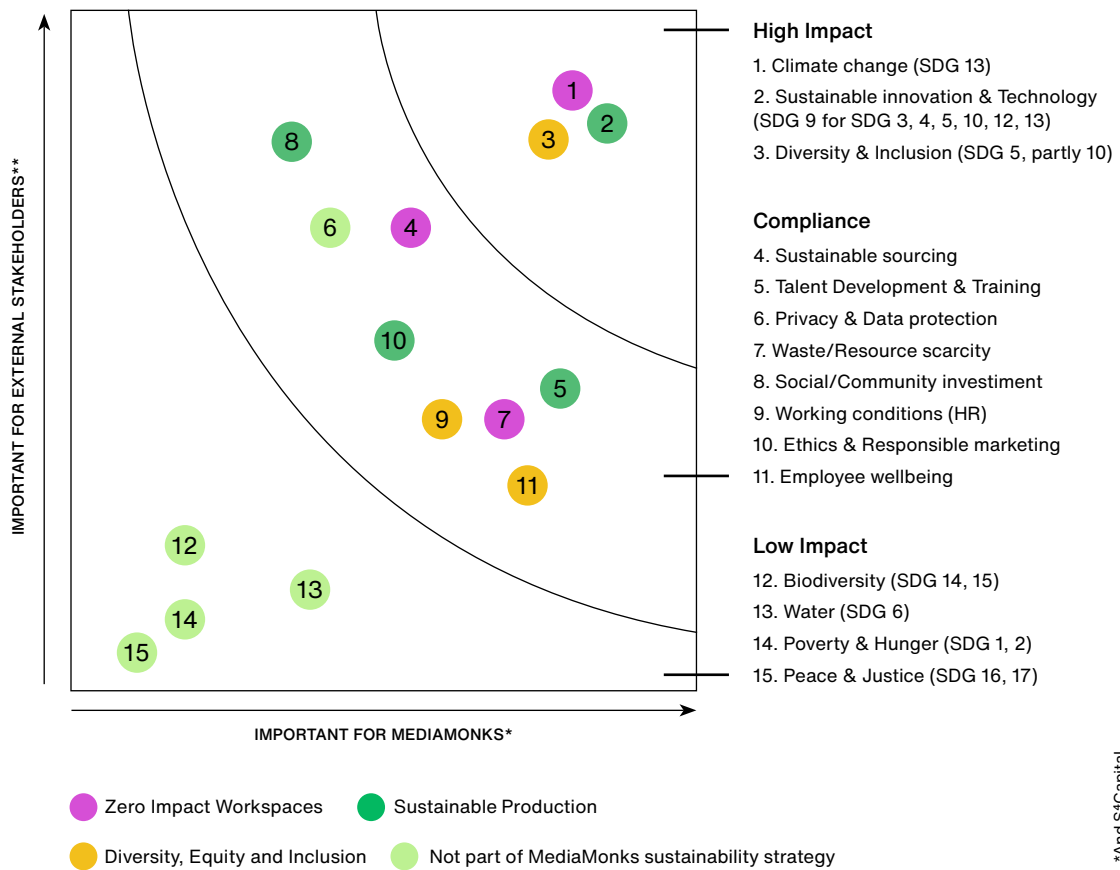 IMPORTANT FOR EXTERNAL STAKEHOLDERS**
1
2
3
8
6
4
10
5
9
7
11
12
13
14
15
IMPORTANT FOR MEDIAMONKS*
High Impact
1. Climate change (SDG 13)
2. Sustainable innovation & Technology
(SDG 9 for SDG 3, 4, 5, 10, 12, 13)
3. Diversity & Inclusion (SDG 5, partly 10)
Compliance
4. Sustainable sourcing
5. Talent Development & Training
6. Privacy & Data protection
7. Waste/Resource scarcity
8. Social/Community investiment
9. Working conditions (HR)
10. Ethics & Responsible marketing
11. Employee wellbeing
Low Impact
12. Biodiversity (SDG 14, 15)
13. Water (SDG 6)
14. Poverty & Hunger (SDG 1, 2)
15. Peace & Justice (SDG 16, 17)
Zero Impact Workspaces
Sustainable Production
Diversity, Equity and Inclusion
Not part of MediaMonks sustainability strategy
*And S⁴Capital